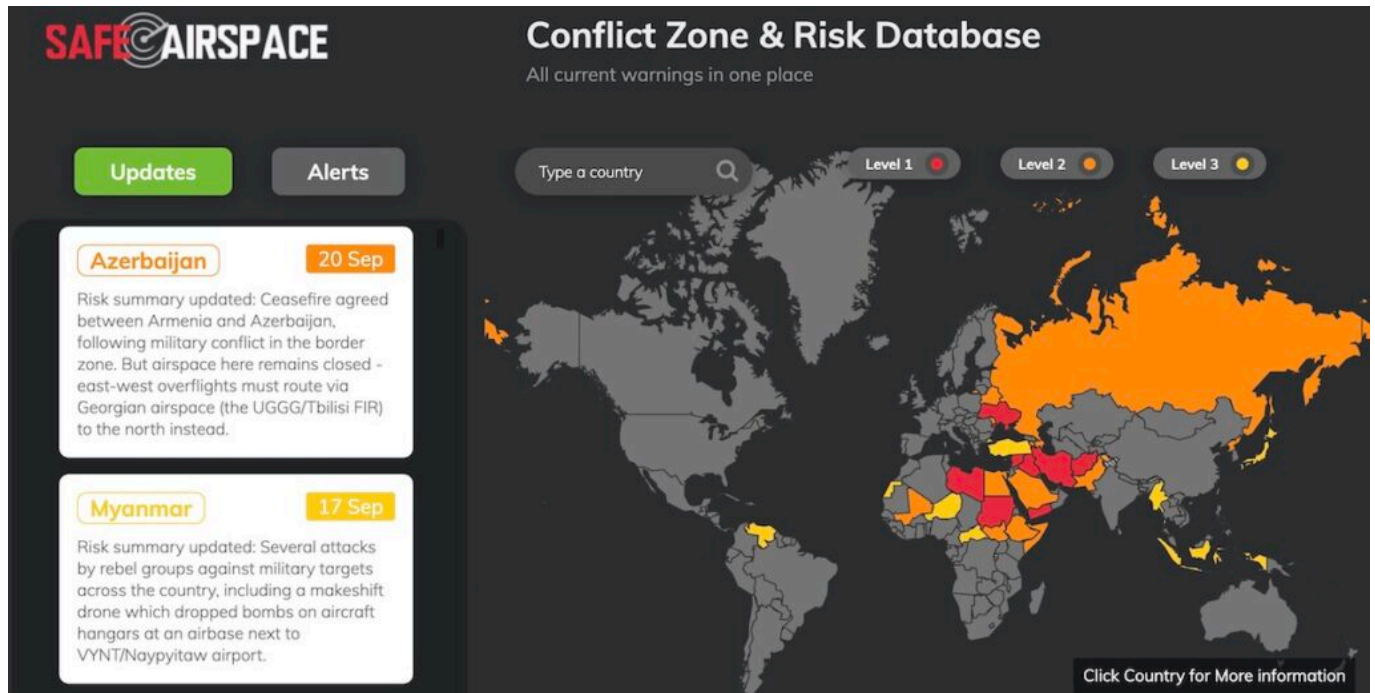 SAFE AIRSPACE
Conflict Zone & Risk Database
All current warnings in one place
Updates
Alerts
Type a country
Level 1
Level 2
Level 3
Azerbaijan
20 Sep
Risk summary updated: Ceasefire agreed
between Armenia and Azerbaijan,
following military conflict in the border
zone. But airspace here remains closed -
east-west overflights must route via
Georgian airspace (the UGGG/Tbilisi FIR)
to the north instead.
Myanmar
17 Sep
Risk summary updated: Several attacks
by rebel groups against military targets
across the country, including a makeshift
drone which dropped bombs on aircraft
hangars at an airbase next to
VYNT/Naypyitaw airport.
Click Country for More information